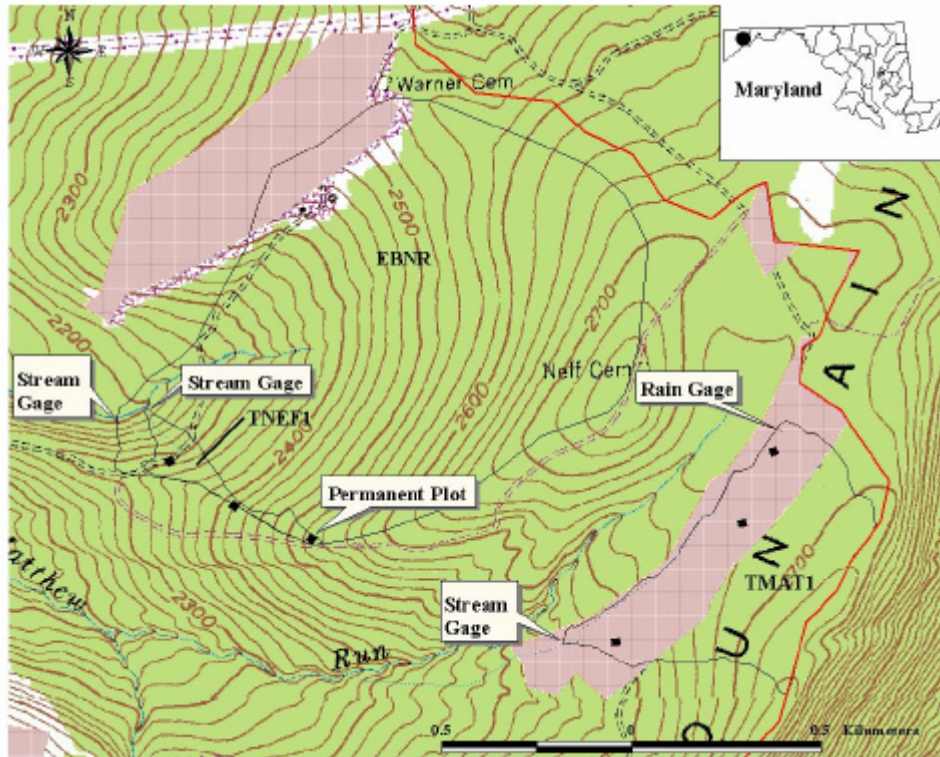 N
W
E
S
Warner Cem
Maryland
2300
2500
EBNR
N
I
A
N
U
O
2700
Neff Cem
2200
Stream
Gage
Stream Gage
TNEF1
2400
2600
Rain Gage
Permanent Plot
2700
TMAT1
Matthew
2300
Run
Stream
Gage
0.5
0
0.5 Kilometers